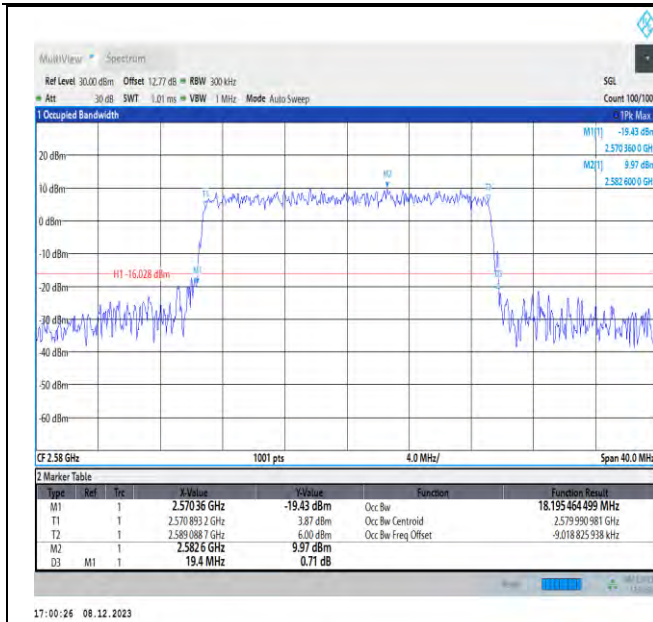 MultiView Spectrum
Ref Level 30.00 dBm Offset 12.77 dB RBW 300 kHz SGL
Att 30 dB SWT 1.01 ms VBW 1 MHz Mode Auto Sweep Count 100/100
1 Occupied Bandwidth 1Pk Max
M1[1] -19.43 dBm
2.570 360 0 GH
M2[1] 9.97 dBm
2.582 600 0 GH
20 dBm
10 dBm
0 dBm
-10 dBm
-20 dBm
-30 dBm
-40 dBm
-50 dBm
-60 dBm
M2
T1
H1 -16.028 dBm
M1
CF 2.58 GHz 1001 pts 4.0 MHz/ Span 40.0 MHz
2 Marker Table
Type Ref Trc X-Value Y-Value Function Function Result
M1 1 2.57036 GHz -19.43 dBm Occ Bw 18.195 464 499 MHz
T1 1 2.570 893 2 GHz 3.87 dBm Occ Bw Centroid 2.579 990 981 GHz
T2 1 2.589 088 7 GHz 6.00 dBm Occ Bw Freq Offset -9.018 825 938 kHz
M2 1 2.5826 GHz 9.97 dBm
D3 M1 1 19.4 MHz 0.71 dB
17:00:26 08.12.2023